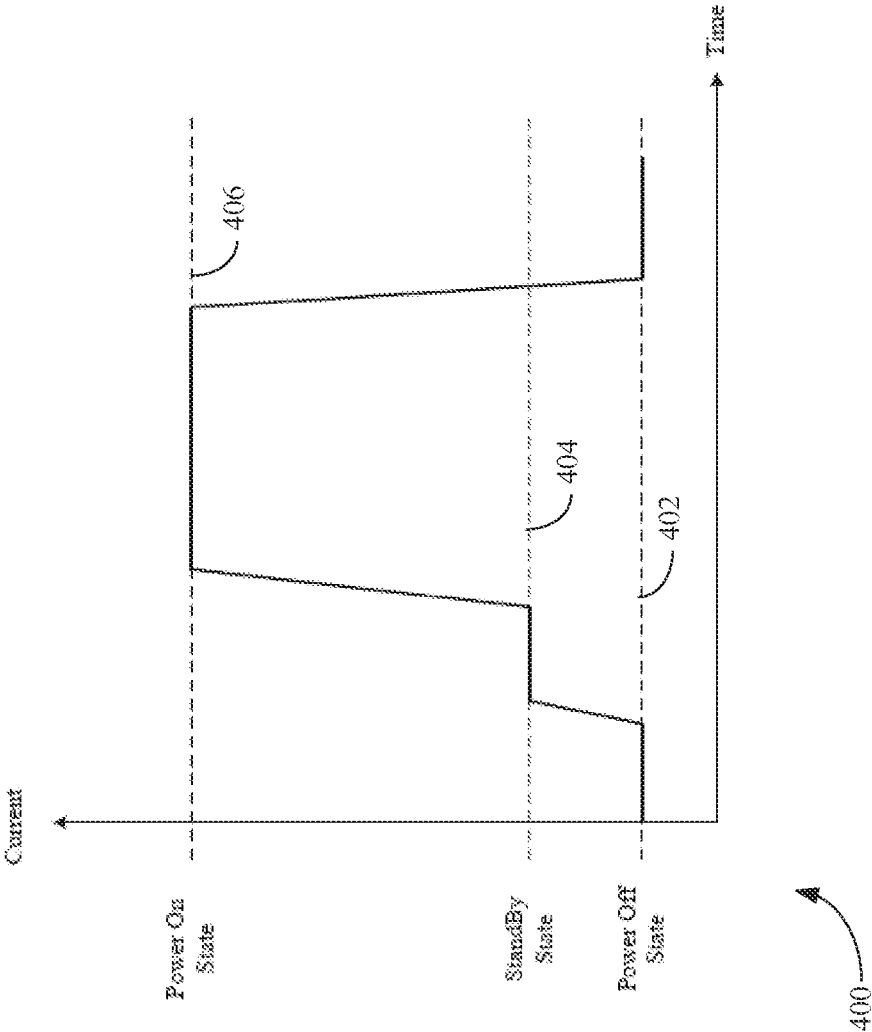 Current
Power On
State
StandBy
State
Power Off
State
406
404
402
Time
400